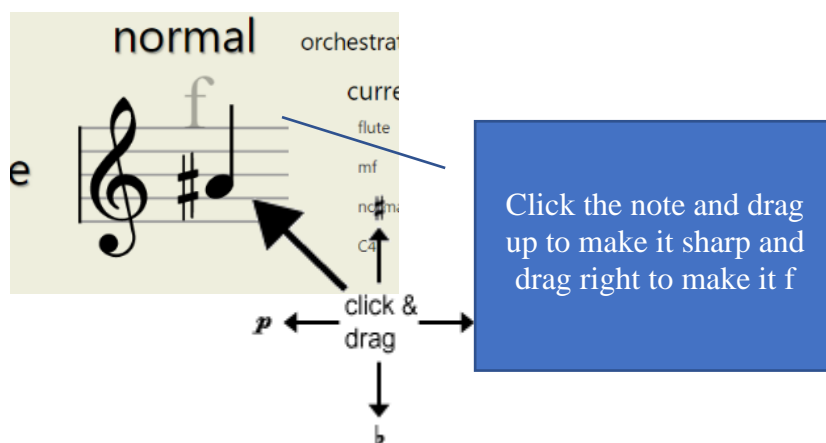 normal
orchestrat
curre
flute
f
mf
e
norma
C4
Click the note and drag
up to make it sharp and
drag right to make it f
click &
drag
p